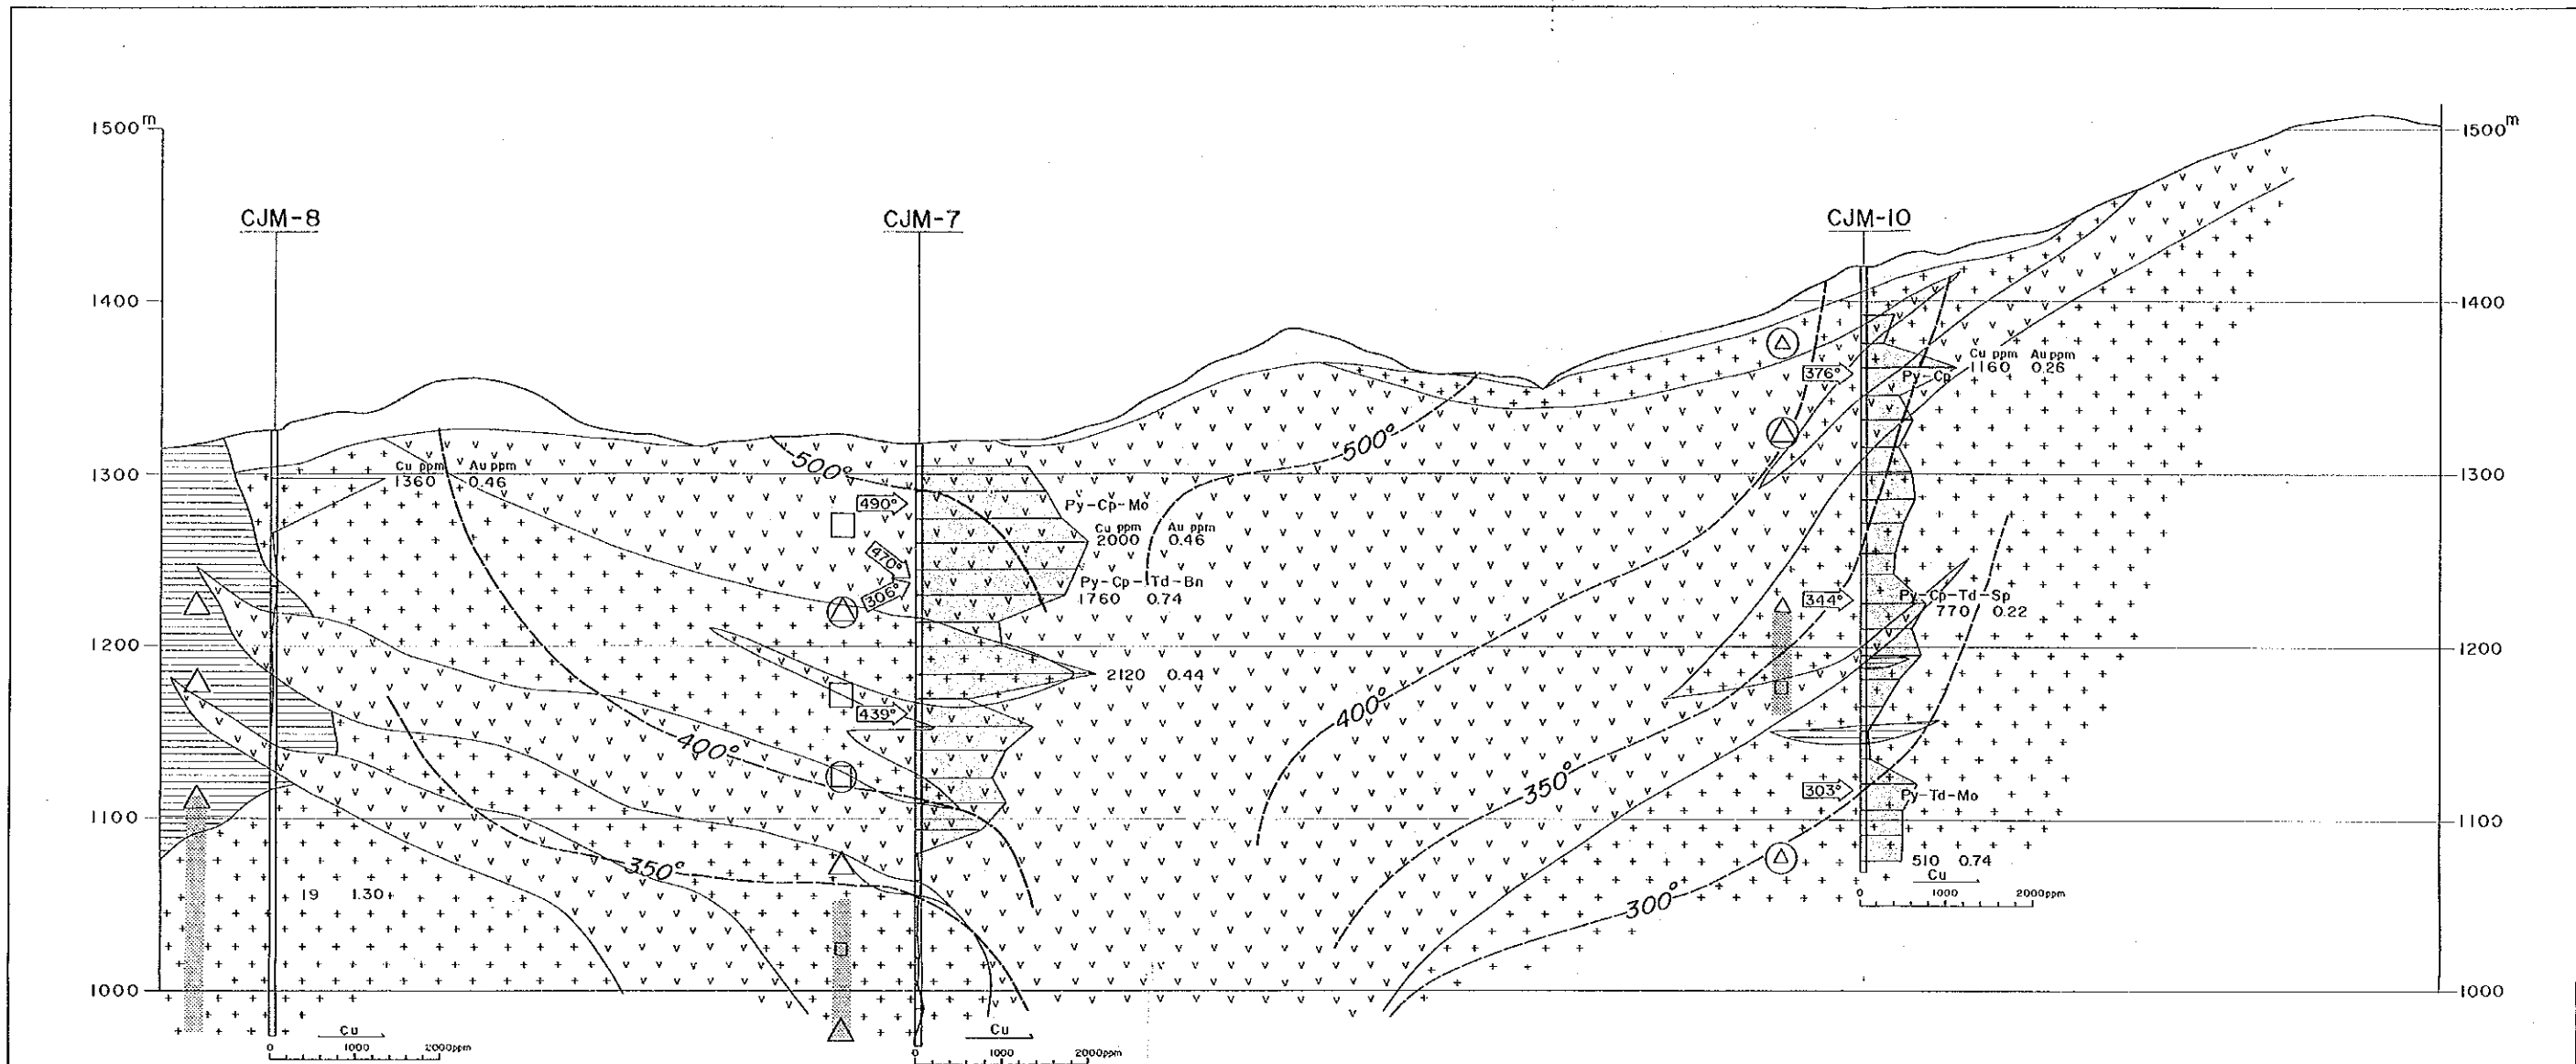 1500m
1500m
CJM-8
CJM-7
CJM-10
1400
1400
Cu ppm Au ppm
1160 0.26
376°
Py-Cp
500°
500°
1300
1300
Cu ppm Au ppm
1360 0.46
490°
Py-Cp-Mo
Cu ppm Au ppm
2000 0.46
470°
306°
Py-Cp-Td-Bn
1760 0.74
344°
Py-Cp-Td-Sp
770 0.22
1200
1200
2120 0.44
439°
400°
400°
350°
303°
Py-Td-Mo
1100
1100
350°
510 0.74
Cu
0 1000 2000ppm
19 1.30
300°
1000
1000
Cu
0 1000 2000ppm
Cu
0 1000 2000ppm